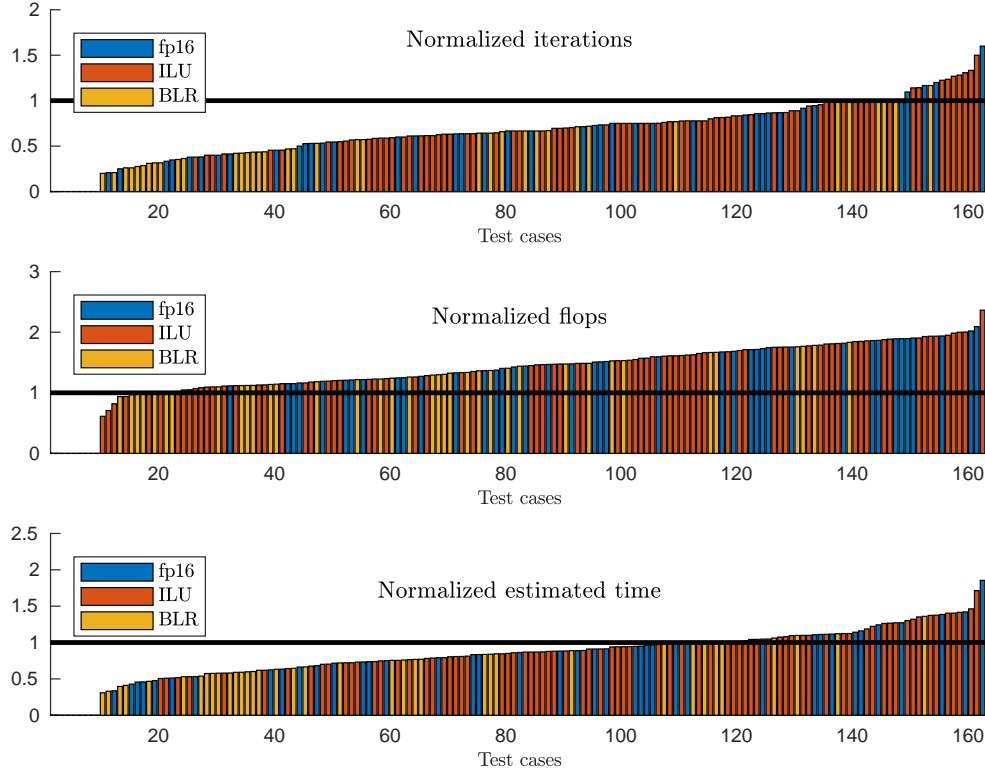 2
1.5
1
0.5
0
Normalized iterations
fp16
ILU
BLR
20 40 60 80 100 120 140 160
Test cases
3
2
1
0
Normalized flops
fp16
ILU
BLR
20 40 60 80 100 120 140 160
Test cases
2.5
2
1.5
1
0.5
0
Normalized estimated time
fp16
ILU
BLR
20 40 60 80 100 120 140 160
Test cases